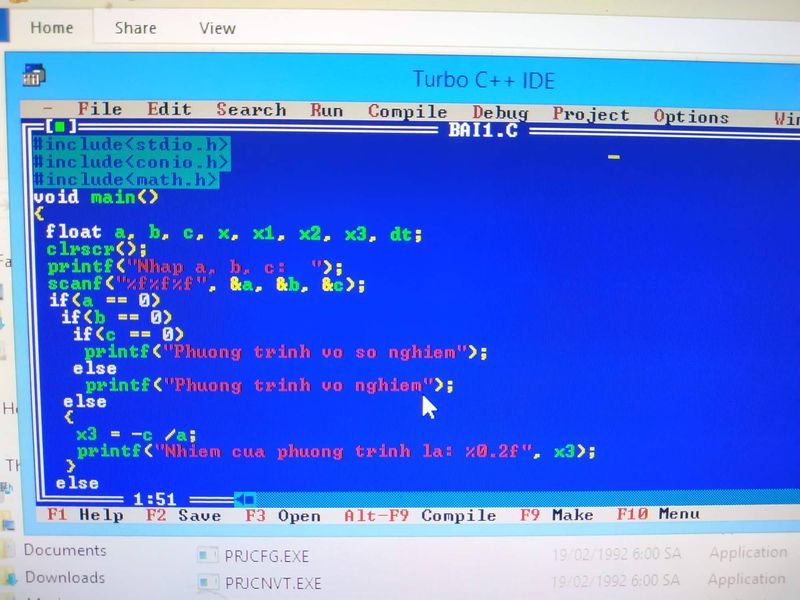 Home Share View
Turbo C++ IDE
File Edit Search Run Compile Debug Project Options
BAI1.C
#include<stdio.h>
#include<conio.h>
#include<math.h>
void main()
{
float a, b, c, x, x1, x2, x3, dt;
clrscr();
printf("Nhap a, b, c: ");
scanf("%f%f%f", &a, &b, &c);
if(a == 0)
if(b == 0)
if(c == 0)
printf("Phuong trinh vo so nghiem");
else
printf("Phuong trinh vo nghiem");
else
{
x3 = -c /a;
printf("Nhiem cua phuong trinh la: %0.2f", x3);
}
else
1:51
F1 Help F2 Save F3 Open Alt-F9 Compile F9 Make F10 Menu
Documents PRJCFG.EXE 19/02/1992 6:00 SA Application
Downloads PRJCNVT.EXE 19/02/1992 6:00 SA Application